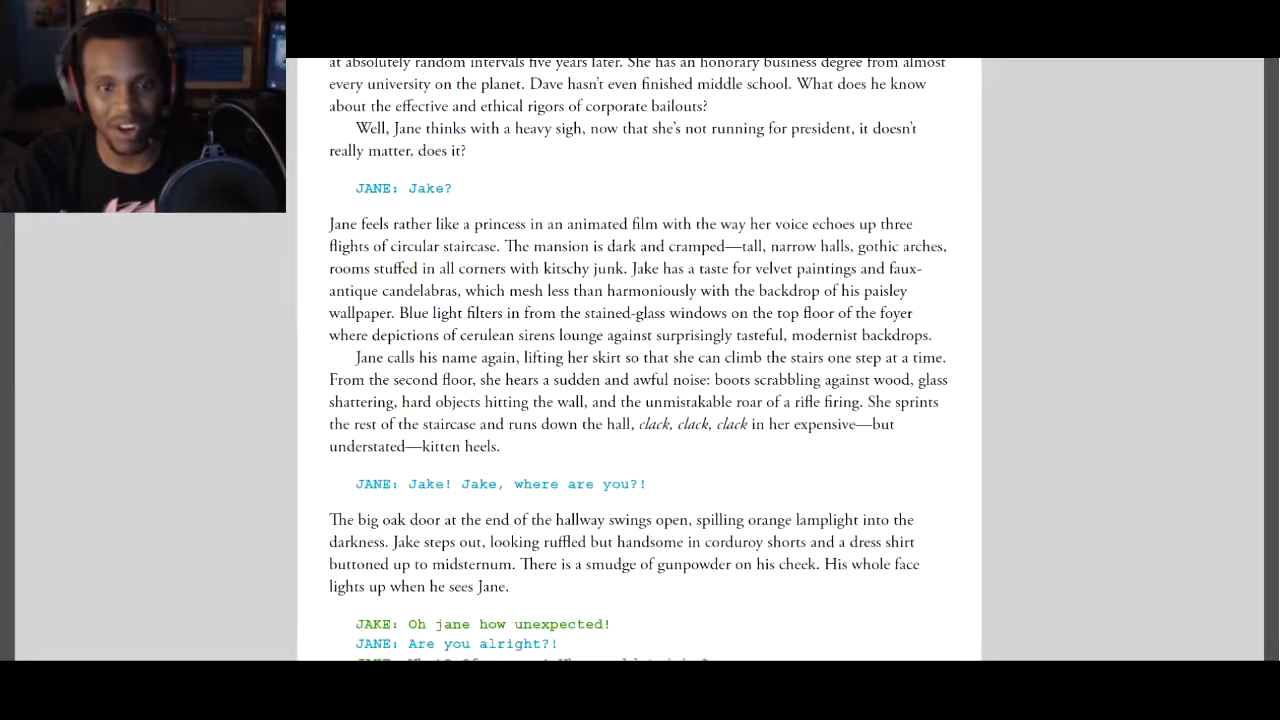 at absolutely random intervals five years later. She has an honorary business degree from almost
every university on the planet. Dave hasn't even finished middle school. What does he know
about the effective and ethical rigors of corporate bailouts?
Well, Jane thinks with a heavy sigh, now that she's not running for president, it doesn't
really matter, does it?
JANE: Jake?
Jane feels rather like a princess in an animated film with the way her voice echoes up three
flights of circular staircase. The mansion is dark and cramped—tall, narrow halls, gothic arches,
rooms stuffed in all corners with kitschy junk. Jake has a taste for velvet paintings and faux-
antique candelabras, which mesh less than harmoniously with the backdrop of his paisley
wallpaper. Blue light filters in from the stained-glass windows on the top floor of the foyer
where depictions of cerulean sirens lounge against surprisingly tasteful, modernist backdrops.
Jane calls his name again, lifting her skirt so that she can climb the stairs one step at a time.
From the second floor, she hears a sudden and awful noise: boots scrabbling against wood, glass
shattering, hard objects hitting the wall, and the unmistakable roar of a rifle firing. She sprints
the rest of the staircase and runs down the hall, clack, clack, clack in her expensive—but
understated—kitten heels.
JANE: Jake! Jake, where are you?!
The big oak door at the end of the hallway swings open, spilling orange lamplight into the
darkness. Jake steps out, looking ruffled but handsome in corduroy shorts and a dress shirt
buttoned up to midsternum. There is a smudge of gunpowder on his cheek. His whole face
lights up when he sees Jane.
JAKE: Oh jane how unexpected!
JANE: Are you alright?!